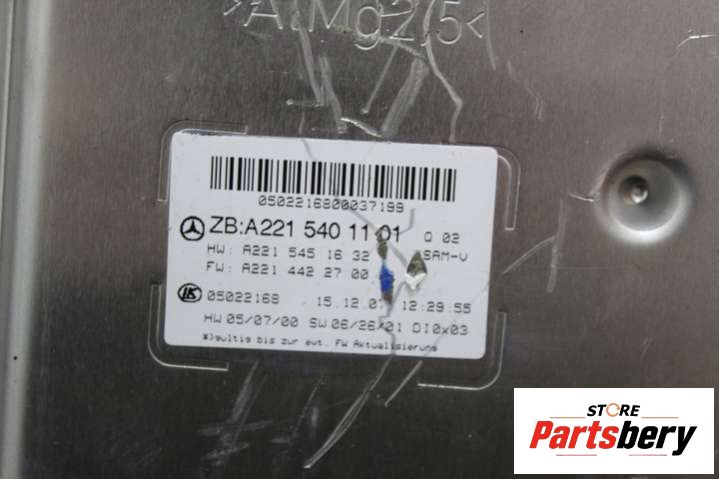 >AlMg2,5<
0502216800037199
ZB:A221 540 11 01 Q 02
HW: A221 545 16 32 SAM-V
FW: A221 442 27 00
05022168 15.12.07 12:29:55
HW 05/07/00 SW 06/26/01 DI0x03
*)gültig bis zur evt. FW Aktualisierung
STORE
Partsbery